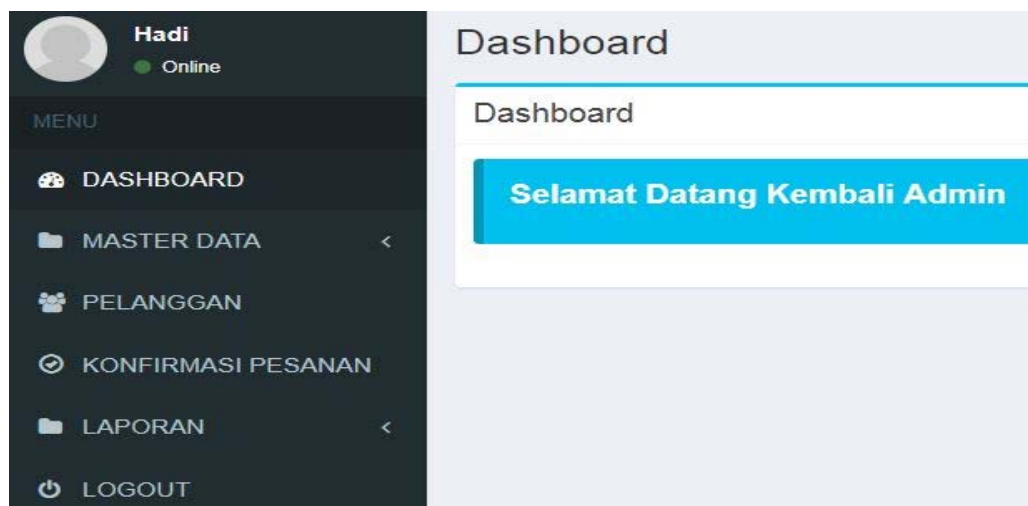 Hadi
Online
MENU
DASHBOARD
MASTER DATA
PELANGGAN
KONFIRMASI PESANAN
LAPORAN
LOGOUT
Dashboard
Dashboard
Selamat Datang Kembali Admin